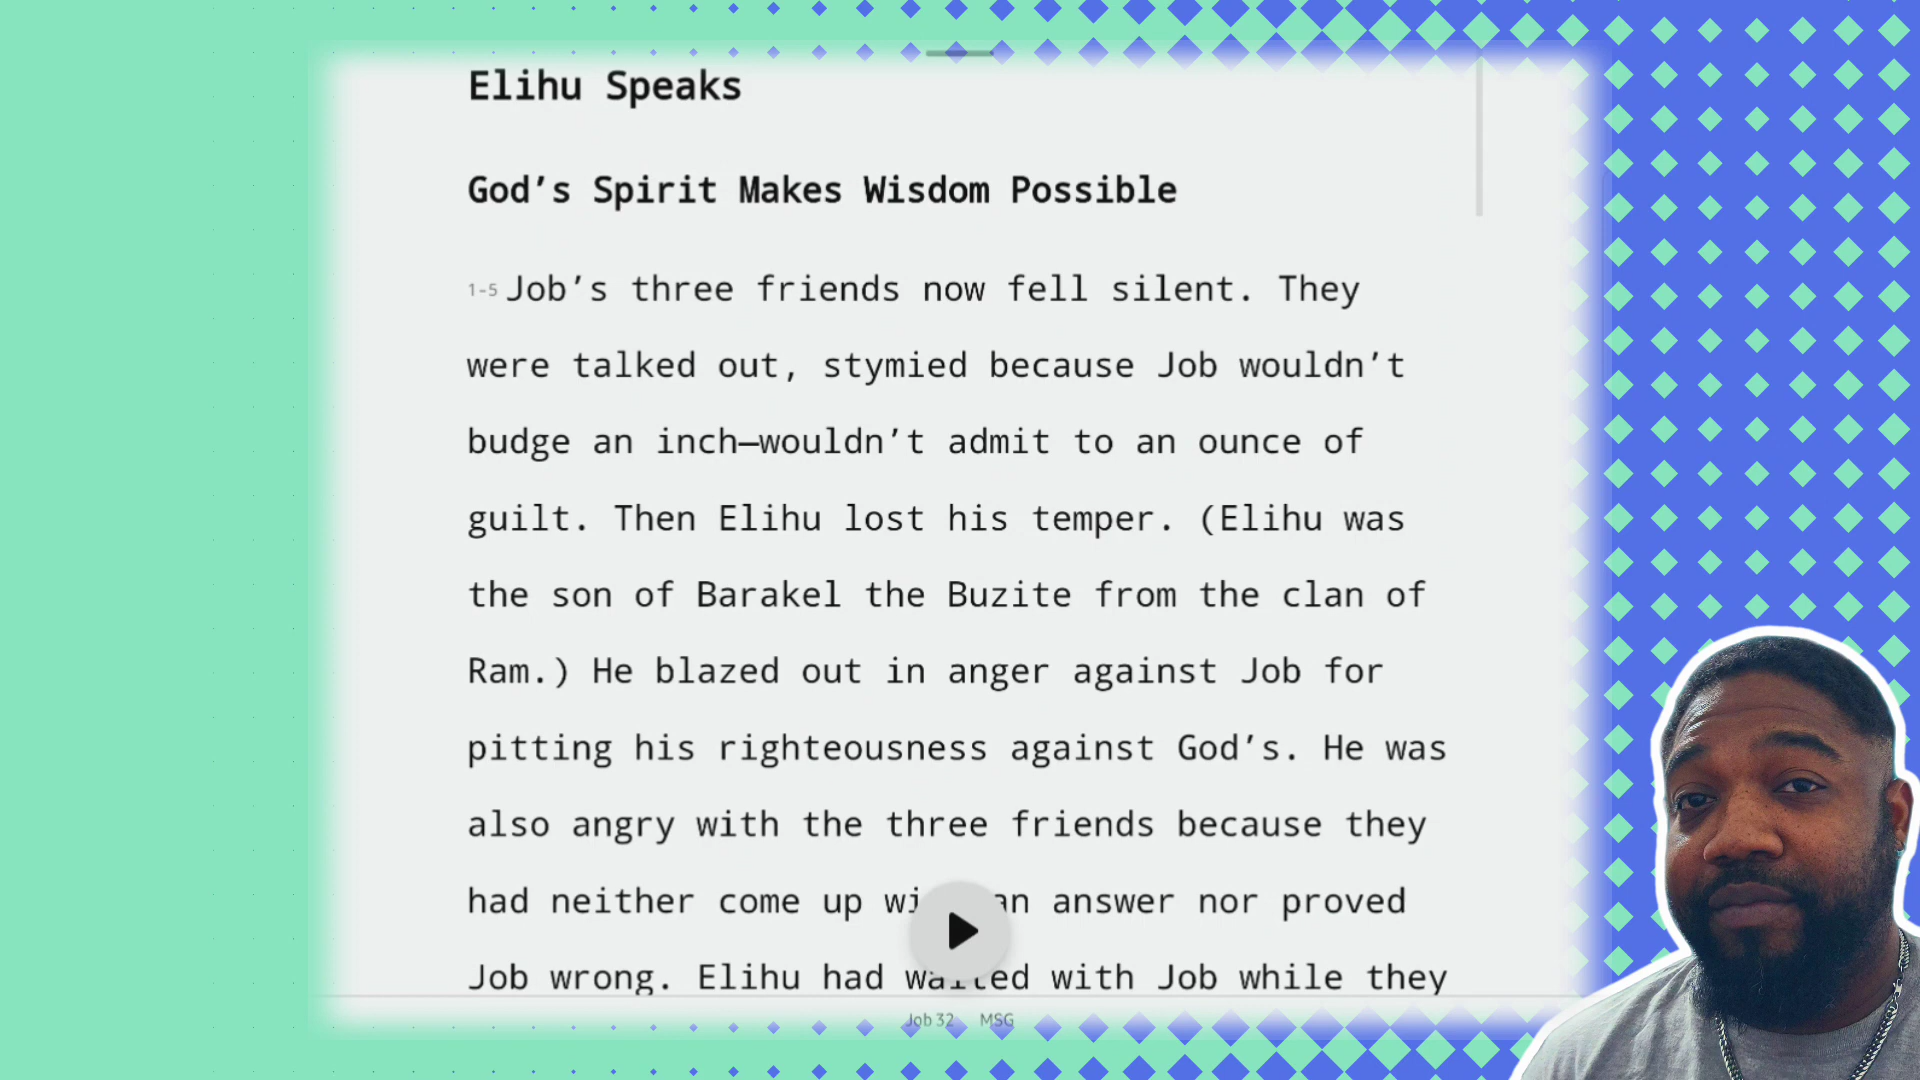 Elihu Speaks
God’s Spirit Makes Wisdom Possible
1-5 Job’s three friends now fell silent. They
were talked out, stymied because Job wouldn’t
budge an inch—wouldn’t admit to an ounce of
guilt. Then Elihu lost his temper. (Elihu was
the son of Barakel the Buzite from the clan of
Ram.) He blazed out in anger against Job for
pitting his righteousness against God’s. He was
also angry with the three friends because they
had neither come up an answer nor proved
Job wrong. Elihu had waited with Job while they
Job 32 MSG